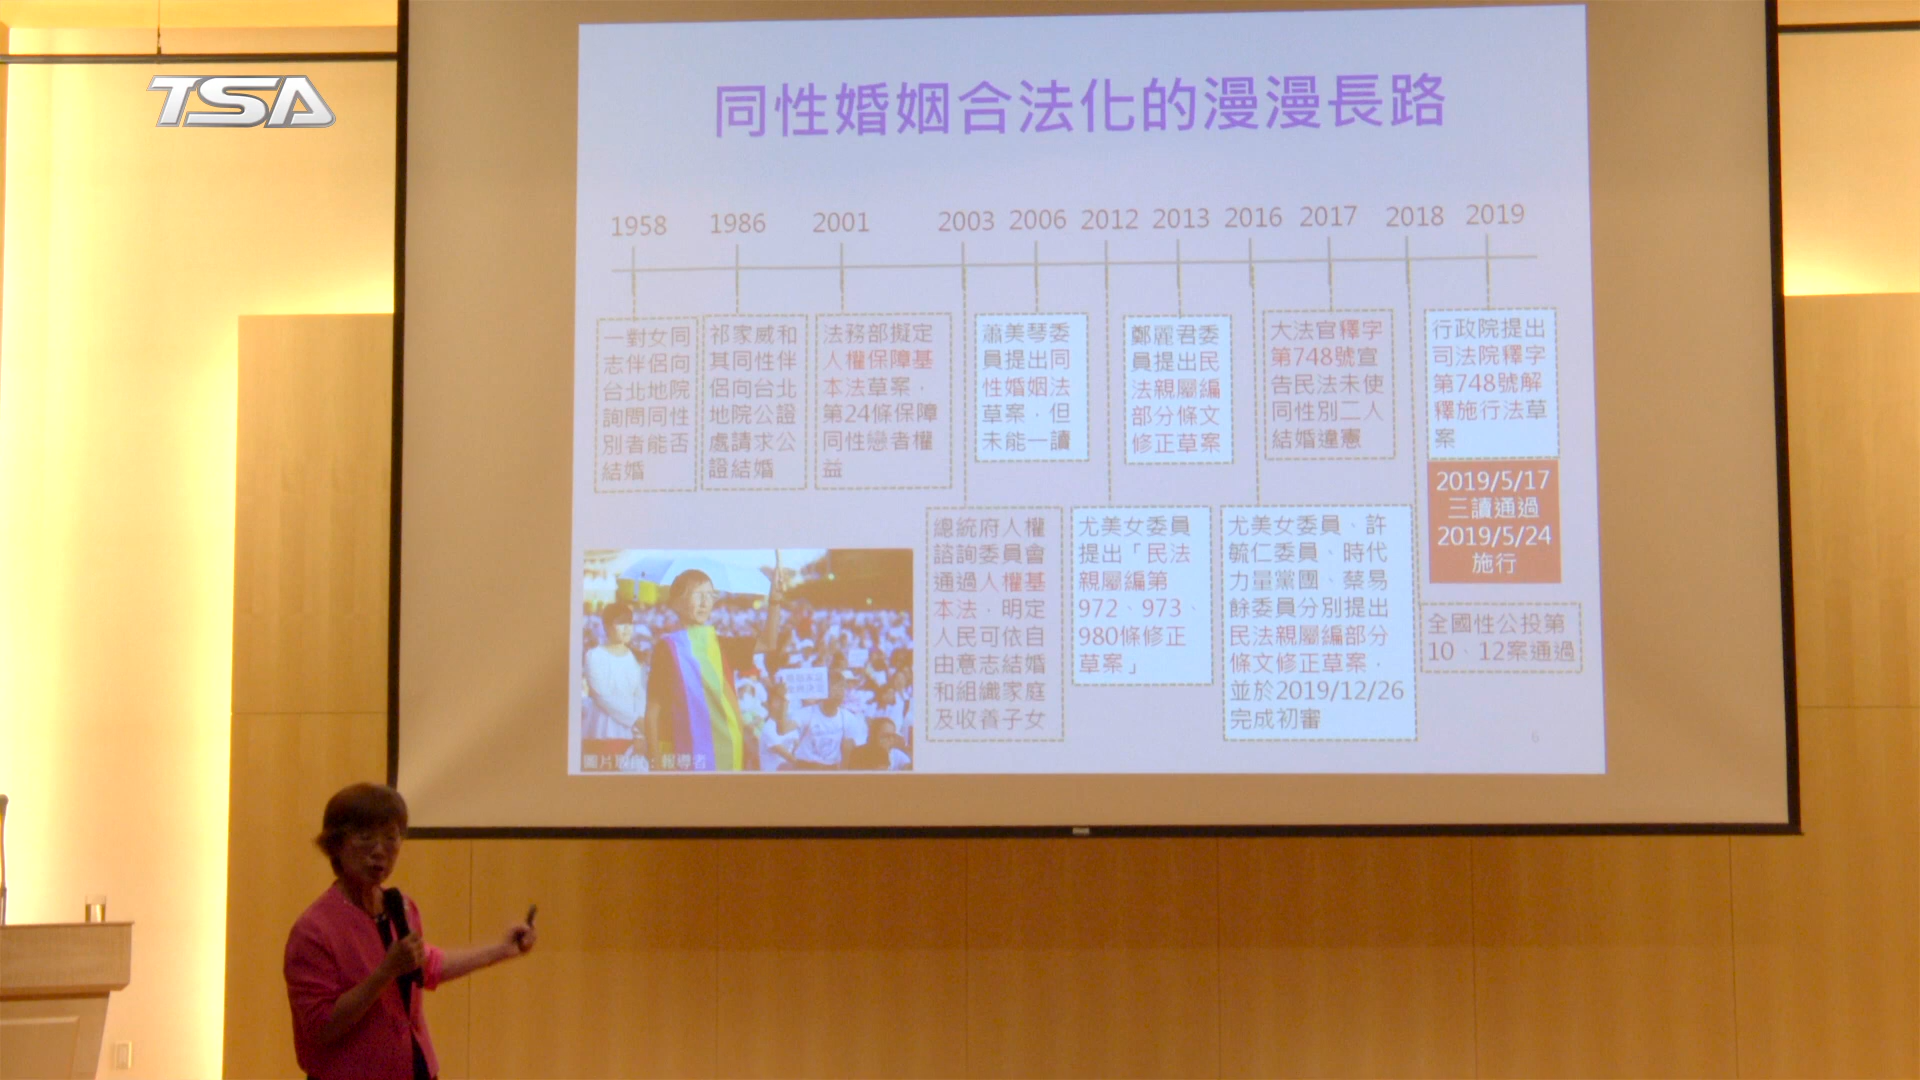 TSA
同性婚姻合法化的漫漫長路
1958
1986
2001
2003
2006
2012
2013
2016
2017
2018
2019
一對女同
志伴侶向
台北地院
詢問同性
別者能否
結婚
祁家威和
其同性伴
侶向台北
地院公證
處請求公
證結婚
法務部擬定
人權保障基
本法草案，
第24條保障
同性戀者權
益
蕭美琴委
員提出同
性婚姻法
草案，但
未能一讀
鄭麗君委
員提出民
法親屬編
部分條文
修正草案
大法官釋字
第748號宣
告民法未使
同性別二人
結婚違憲
行政院提出
司法院釋字
第748號解
釋施行法草
案
2019/5/17
三讀通過
2019/5/24
施行
總統府人權
諮詢委員會
通過人權基
本法，明定
人民可依自
由意志結婚
和組織家庭
及收養子女
尤美女委員
提出「民法
親屬編第
972、973、
980條修正
草案」
尤美女委員、許
毓仁委員、時代
力量黨團、蔡易
餘委員分別提出
民法親屬編部分
條文修正草案，
並於2019/12/26
完成初審
全國性公投第
10、12案通過
圖片取自：報導者
6